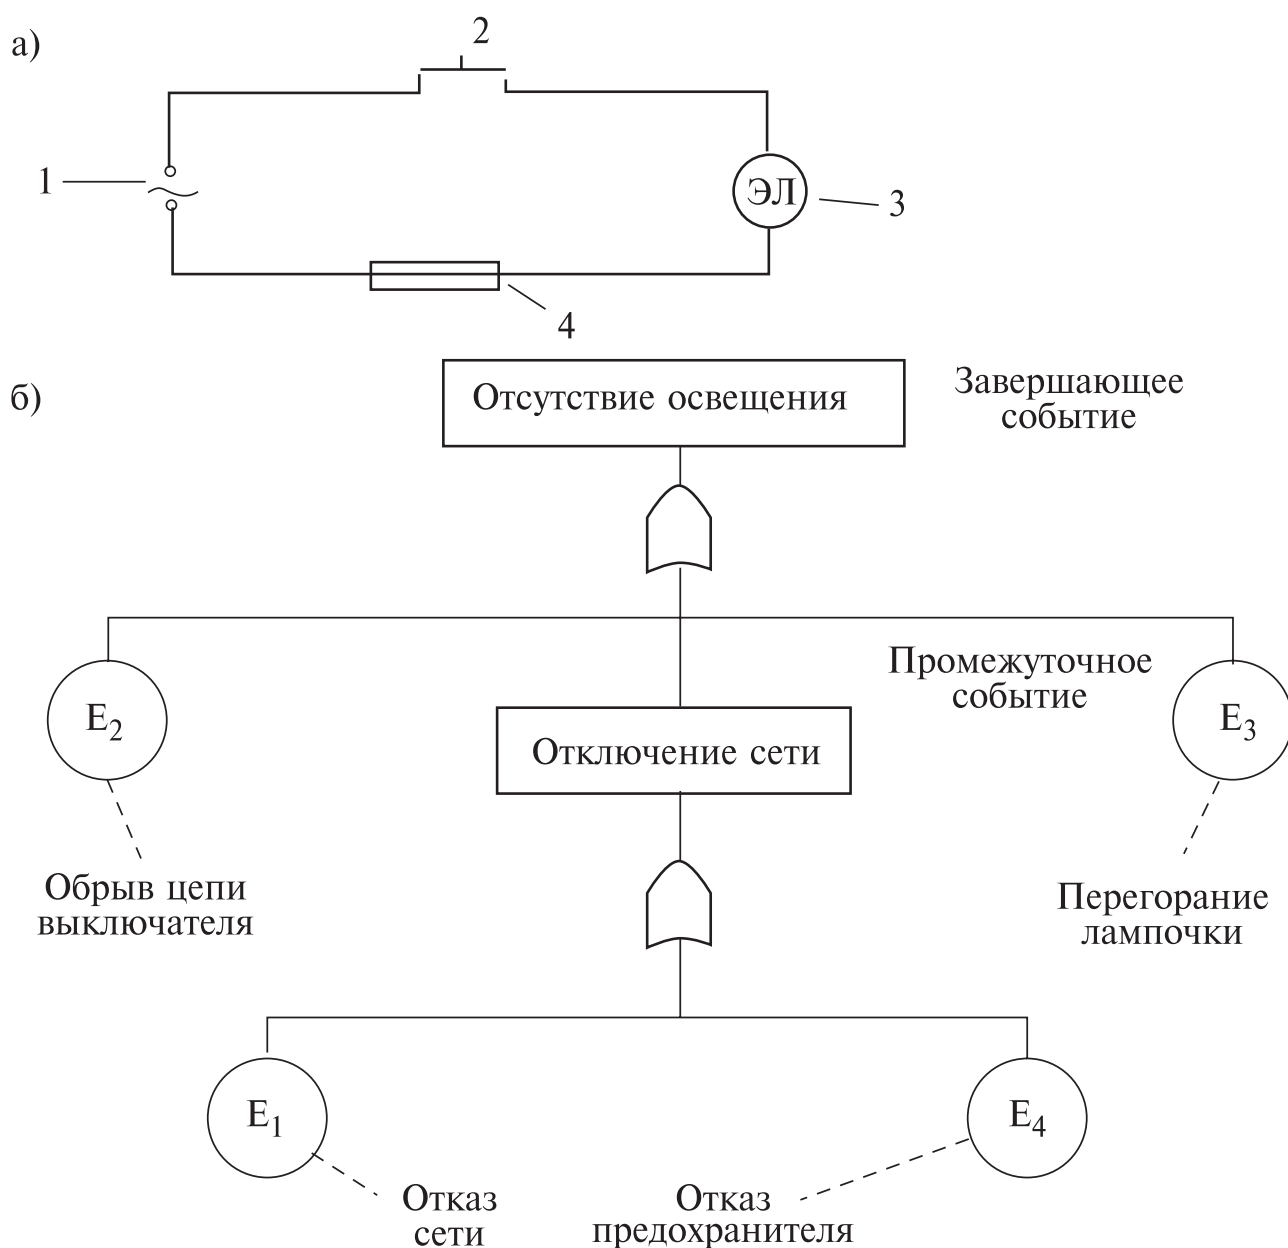 а)
2
1
ЭЛ
3
4
б)
Отсутствие освещения
Завершающее
событие
Промежуточное
событие
E2
E3
Отключение сети
Обрыв цепи
выключателя
Перегорание
лампочки
E1
E4
Отказ
сети
Отказ
предохранителя